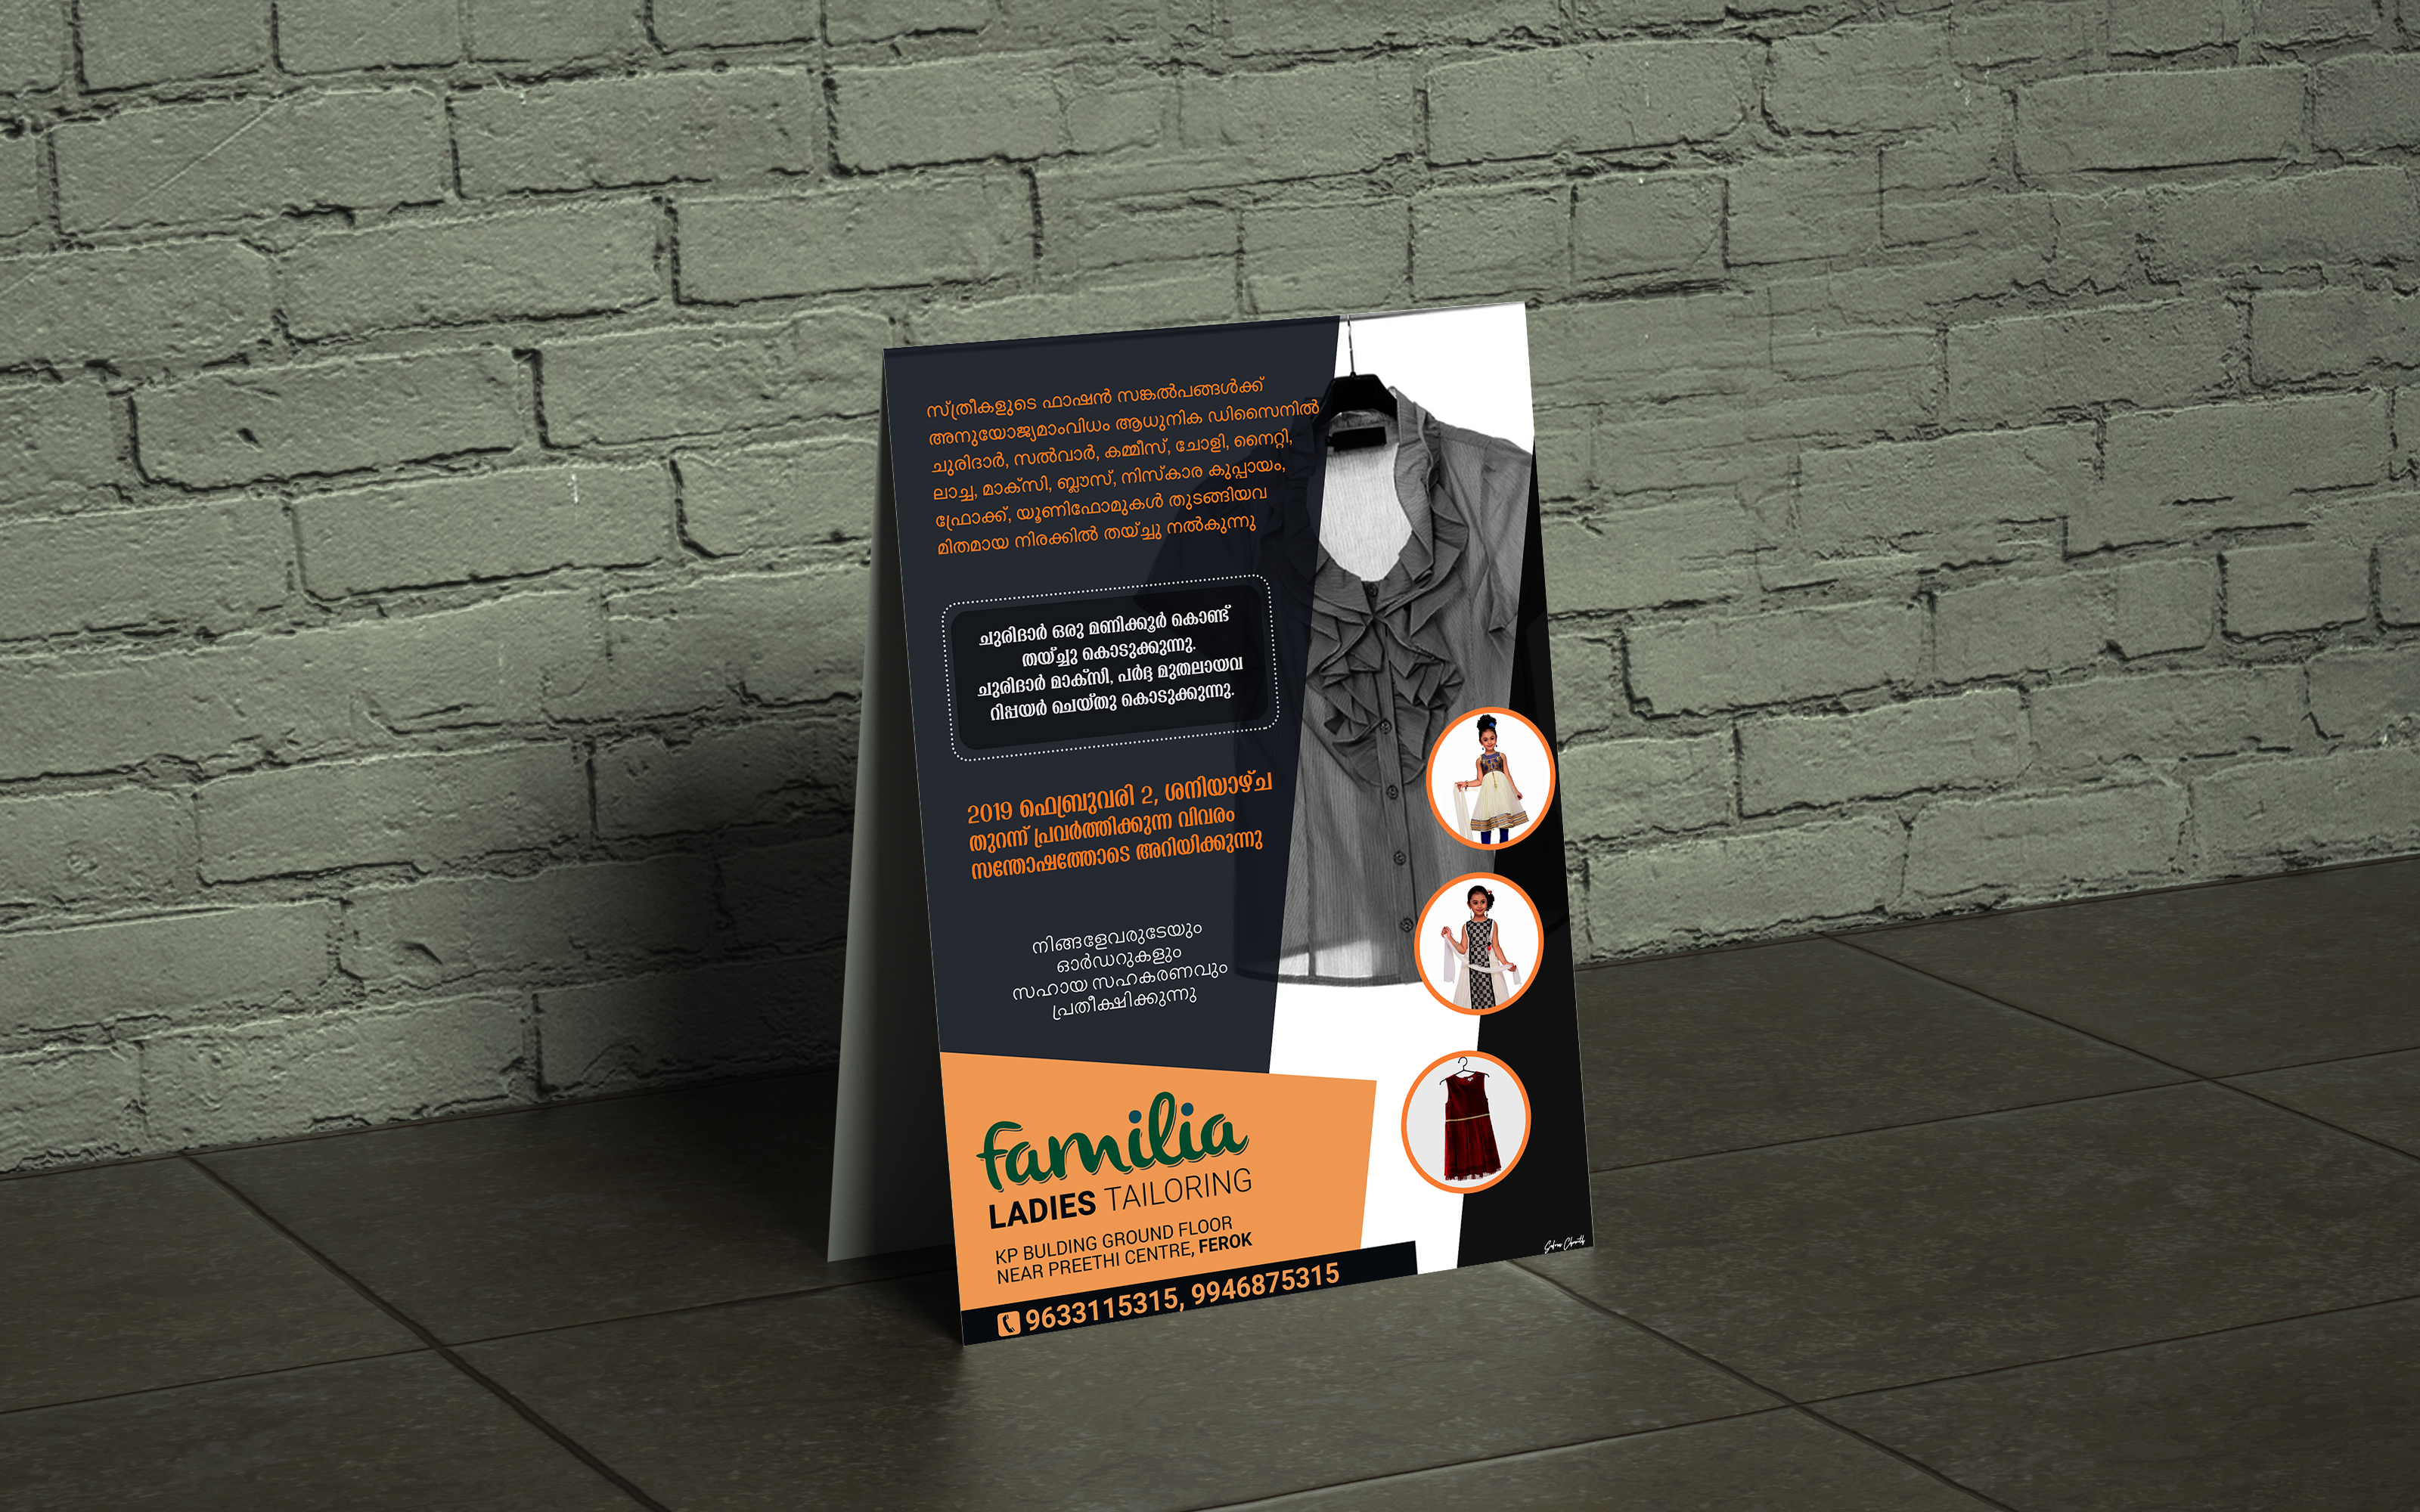 സ്ത്രീകളുടെ ഫാഷൻ സങ്കൽപങ്ങൾക്ക്
അനുയോജ്യമാംവിധം ആധുനിക ഡിസൈനിൽ
ചുരിദാർ, സൽവാർ, കമ്മീസ്, ചോളി, നൈറ്റി,
ലാച്ച, മാക്സി, ബ്ലൗസ്, നിസ്കാര കുപ്പായം,
ഫ്രോക്ക്, യൂണിഫോമുകൾ തുടങ്ങിയവ
മിതമായ നിരക്കിൽ തയ്ച്ചു നൽകുന്നു
ചുരിദാർ ഒരു മണിക്കൂർ കൊണ്ട്
തയ്ച്ചു കൊടുക്കുന്നു.
ചുരിദാർ മാക്സി, പർദ്ദ മുതലായവ
റിപ്പയർ ചെയ്തു കൊടുക്കുന്നു.
2019 ഫെബ്രുവരി 2, ശനിയാഴ്ച
തുറന്ന് പ്രവർത്തിക്കുന്ന വിവരം
സന്തോഷത്തോടെ അറിയിക്കുന്നു
നിങ്ങളേവരുടേയും
ഓർഡറുകളും
സഹായ സഹകരണവും
പ്രതീക്ഷിക്കുന്നു
familia
LADIES TAILORING
KP BULDING GROUND FLOOR
NEAR PREETHI CENTRE, FEROK
9633115315, 9946875315